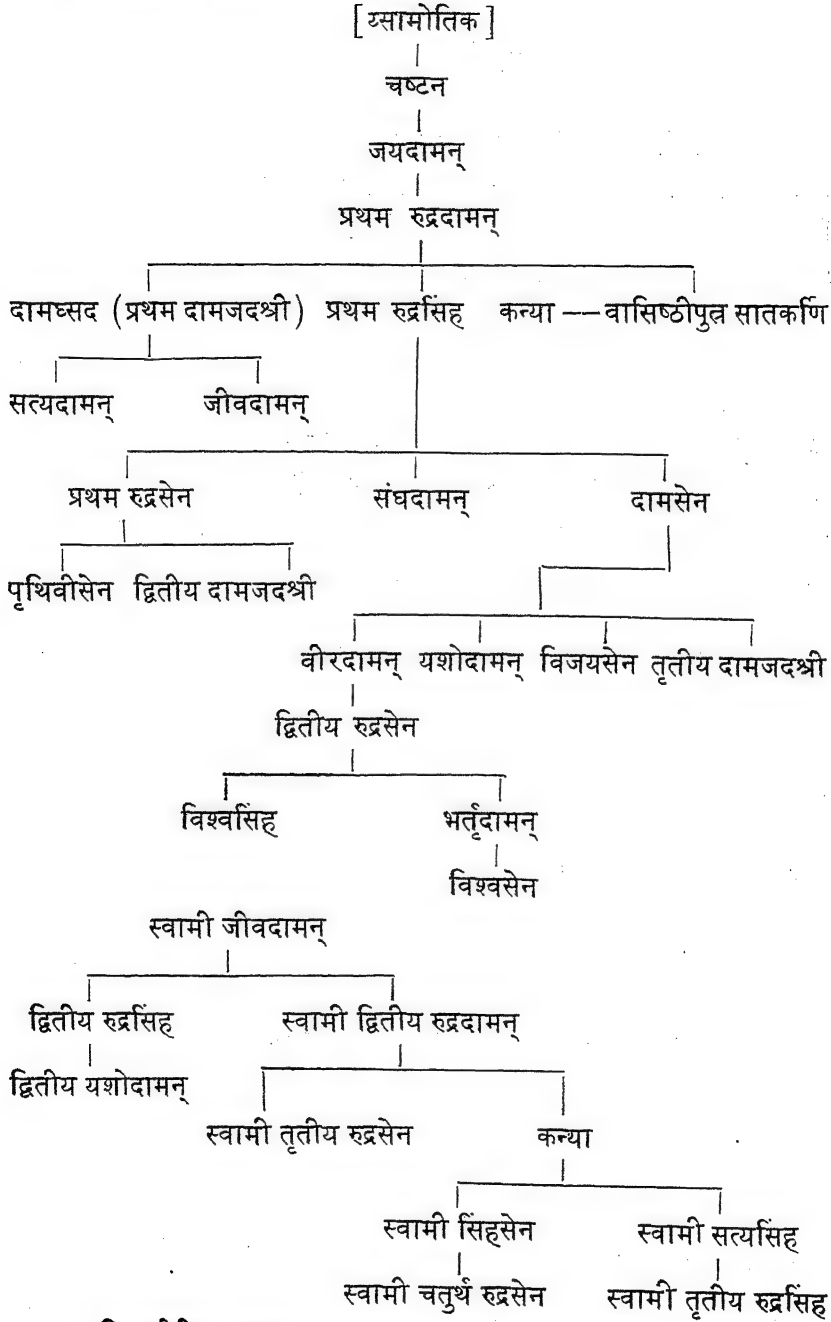 [य्सामोतिक]
चष्टन
जयदामन्
प्रथम रुद्रदामन्
दामघ्सद (प्रथम दामजदश्री) प्रथम रुद्रसिंह कन्या — वासिष्ठीपुत्र सातकर्णि
सत्यदामन् जीवदामन्
प्रथम रुद्रसेन संघदामन् दामसेन
पृथिवीसेन द्वितीय दामजदश्री
वीरदामन् यशोदामन् विजयसेन तृतीय दामजदश्री
द्वितीय रुद्रसेन
विश्वसिंह भर्तृदामन्
विश्वसेन
स्वामी जीवदामन्
द्वितीय रुद्रसिंह स्वामी द्वितीय रुद्रदामन्
द्वितीय यशोदामन्
स्वामी तृतीय रुद्रसेन कन्या
स्वामी सिंहसेन स्वामी सत्यसिंह
स्वामी चतुर्थ रुद्रसेन स्वामी तृतीय रुद्रसिंह